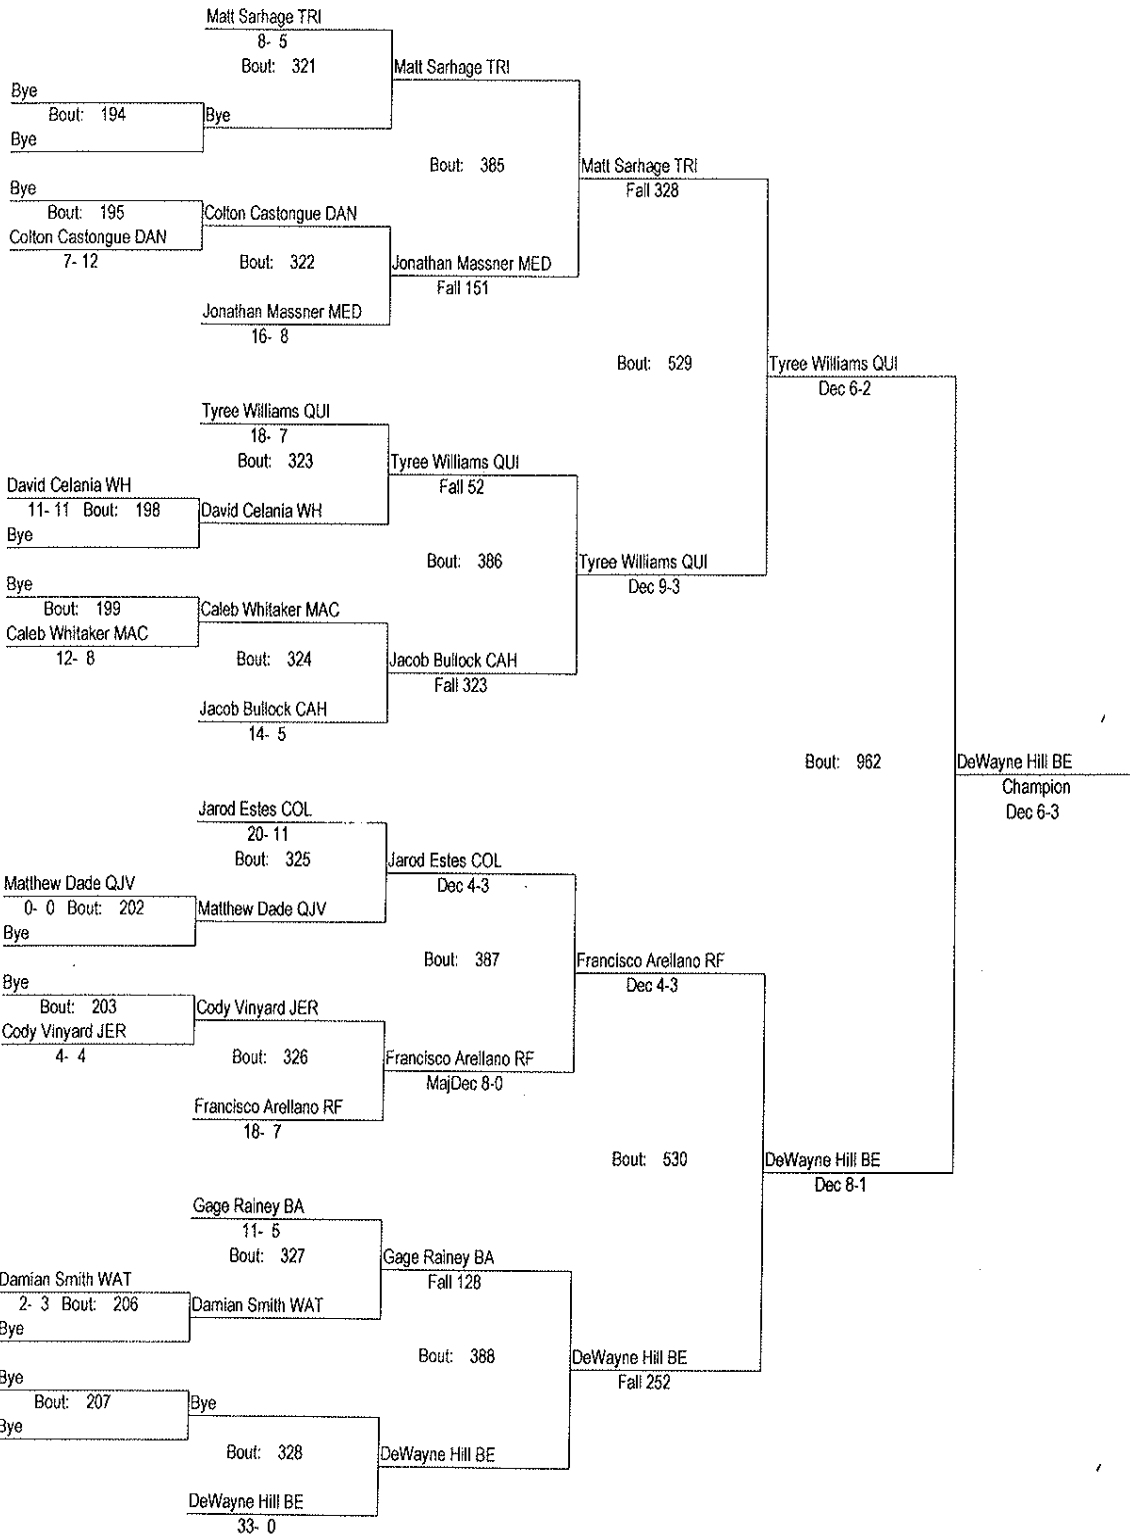 Matt Sarhage TRI
8- 5
Bout: 321
Matt Sarhage TRI
Bye
Bout: 194
Bye
Bye
Bout: 385
Matt Sarhage TRI
Fall 328
Bye
Bout: 195
Colton Castongue DAN
Colton Castongue DAN
7- 12
Bout: 322
Jonathan Massner MED
Fall 151
Jonathan Massner MED
16- 8
Bout: 529
Tyree Williams QUI
Dec 6-2
Tyree Williams QUI
18- 7
Bout: 323
Tyree Williams QUI
Fall 52
David Celania WH
11- 11 Bout: 198
David Celania WH
Bye
Bout: 386
Tyree Williams QUI
Dec 9-3
Bye
Bout: 199
Caleb Whitaker MAC
Caleb Whitaker MAC
12- 8
Bout: 324
Jacob Bullock CAH
Fall 323
Jacob Bullock CAH
14- 5
Bout: 962
DeWayne Hill BE
Champion
Dec 6-3
Jarod Estes COL
20- 11
Bout: 325
Jarod Estes COL
Dec 4-3
Matthew Dade QJV
0- 0 Bout: 202
Matthew Dade QJV
Bye
Bout: 387
Francisco Arellano RF
Dec 4-3
Bye
Bout: 203
Cody Vinyard JER
Cody Vinyard JER
4- 4
Bout: 326
Francisco Arellano RF
MajDec 8-0
Francisco Arellano RF
18- 7
Bout: 530
DeWayne Hill BE
Dec 8-1
Gage Rainey BA
11- 5
Bout: 327
Gage Rainey BA
Fall 128
Damian Smith WAT
2- 3 Bout: 206
Damian Smith WAT
Bye
Bout: 388
DeWayne Hill BE
Fall 252
Bye
Bout: 207
Bye
Bye
Bout: 328
DeWayne Hill BE
DeWayne Hill BE
33- 0